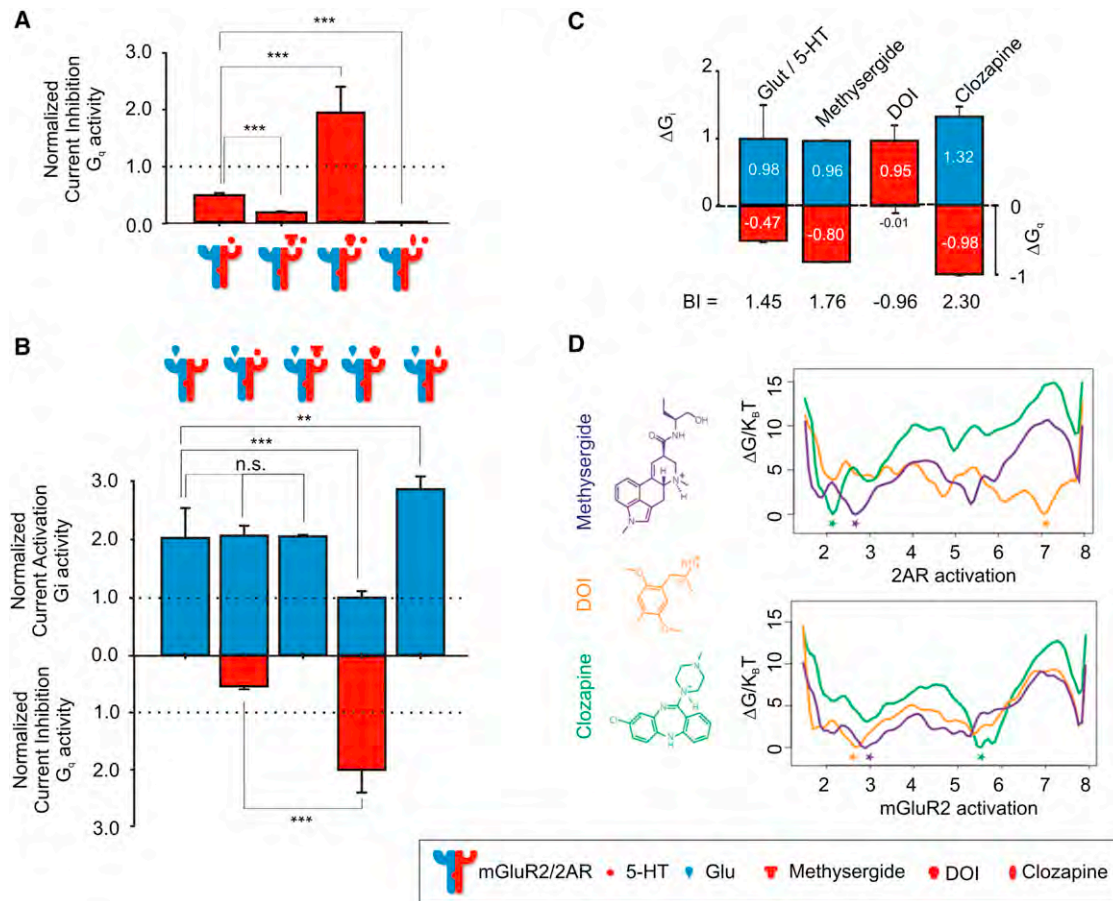 A
***
***
***
3.0
2.0
1.0
0.0
Normalized
Current Inhibition
Gq activity
B
**
***
n.s.
3.0
2.0
1.0
0.0
1.0
2.0
3.0
Normalized
Current Activation
Gi activity
Normalized
Current Inhibition
Gq activity
***
C
Glut / 5-HT
Methysergide
DOI
Clozapine
2
1
0
ΔGi
0.98
0.96
0.95
1.32
-0.47
-0.80
-0.01
-0.98
0
-1
ΔGq
BI = 1.45 1.76 -0.96 2.30
D
Methysergide
DOI
Clozapine
O
OH
NH
H
N
H
N
Cl
N
N
N
H
N
H
15
10
5
0
ΔG/KBT
2 3 4 5 6 7 8
2AR activation
15
10
5
0
ΔG/KBT
2 3 4 5 6 7 8
mGluR2 activation
mGluR2/2AR 5-HT Glu Methysergide DOI Clozapine